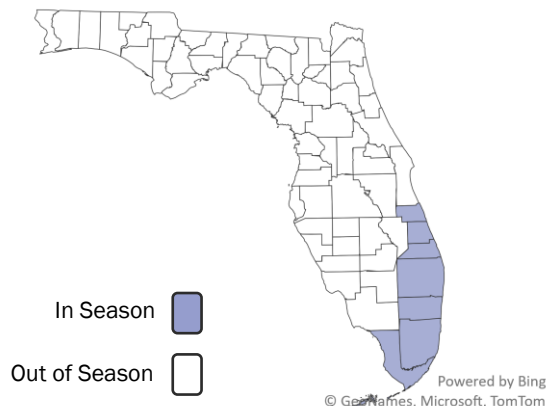 In Season
Out of Season
Powered by Bing
© GeoNames, Microsoft, TomTom